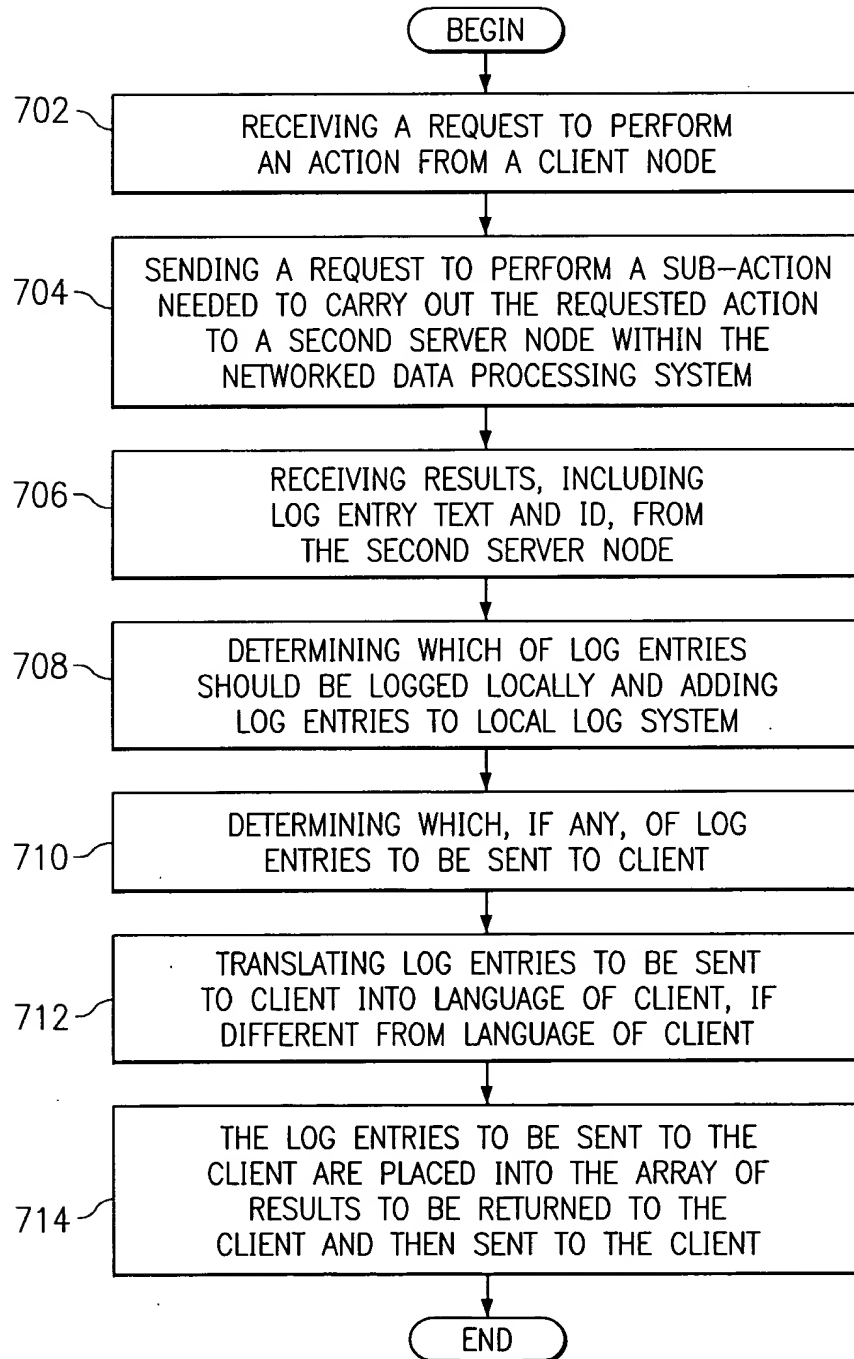 BEGIN
702
RECEIVING A REQUEST TO PERFORM
AN ACTION FROM A CLIENT NODE
704
SENDING A REQUEST TO PERFORM A SUB-ACTION
NEEDED TO CARRY OUT THE REQUESTED ACTION
TO A SECOND SERVER NODE WITHIN THE
NETWORKED DATA PROCESSING SYSTEM
706
RECEIVING RESULTS, INCLUDING
LOG ENTRY TEXT AND ID, FROM
THE SECOND SERVER NODE
708
DETERMINING WHICH OF LOG ENTRIES
SHOULD BE LOGGED LOCALLY AND ADDING
LOG ENTRIES TO LOCAL LOG SYSTEM
710
DETERMINING WHICH, IF ANY, OF LOG
ENTRIES TO BE SENT TO CLIENT
712
TRANSLATING LOG ENTRIES TO BE SENT
TO CLIENT INTO LANGUAGE OF CLIENT, IF
DIFFERENT FROM LANGUAGE OF CLIENT
714
THE LOG ENTRIES TO BE SENT TO THE
CLIENT ARE PLACED INTO THE ARRAY OF
RESULTS TO BE RETURNED TO THE
CLIENT AND THEN SENT TO THE CLIENT
END